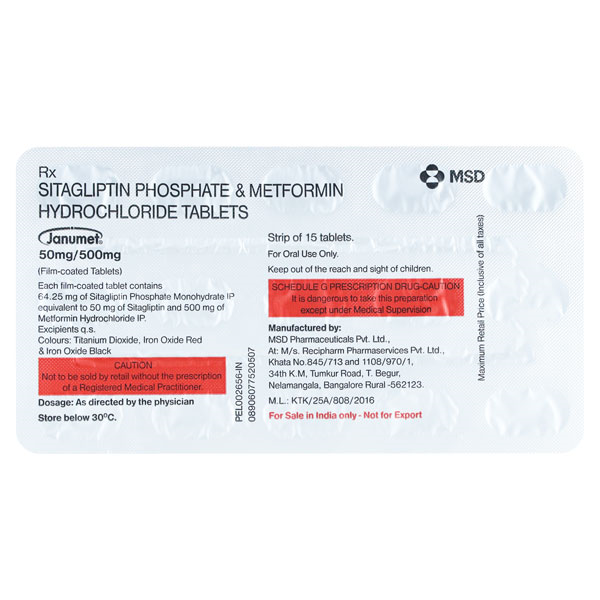 Rx
SITAGLIPTIN PHOSPHATE & METFORMIN
HYDROCHLORIDE TABLETS
Janumet®
50mg/500mg
(Film-coated Tablets)
Each film-coated tablet contains
64.25 mg of Sitagliptin Phosphate Monohydrate IP
equivalent to 50 mg of Sitagliptin and 500 mg of
Metformin Hydrochloride IP.
Excipients q.s.
Colours: Titanium Dioxide, Iron Oxide Red
& Iron Oxide Black
CAUTION
Not to be sold by retail without the prescription
of a Registered Medical Practitioner.
Dosage: As directed by the physician
Store below 30°C.
PEL002656-IN
08906077520507
MSD
Strip of 15 tablets.
For Oral Use Only.
Keep out of the reach and sight of children.
SCHEDULE G PRESCRIPTION DRUG-CAUTION
It is dangerous to take this preparation
except under Medical Supervision
Manufactured by:
MSD Pharmaceuticals Pvt. Ltd.,
At: M/s. Recipharm Pharmaservices Pvt. Ltd.,
Khata No.845/713 and 1108/970/1,
34th K.M, Tumkur Road, T. Begur,
Nelamangala, Bangalore Rural -562123.
M.L.: KTK/25A/808/2016
For Sale in India only - Not for Export
Maximum Retail Price (Inclusive of all taxes)